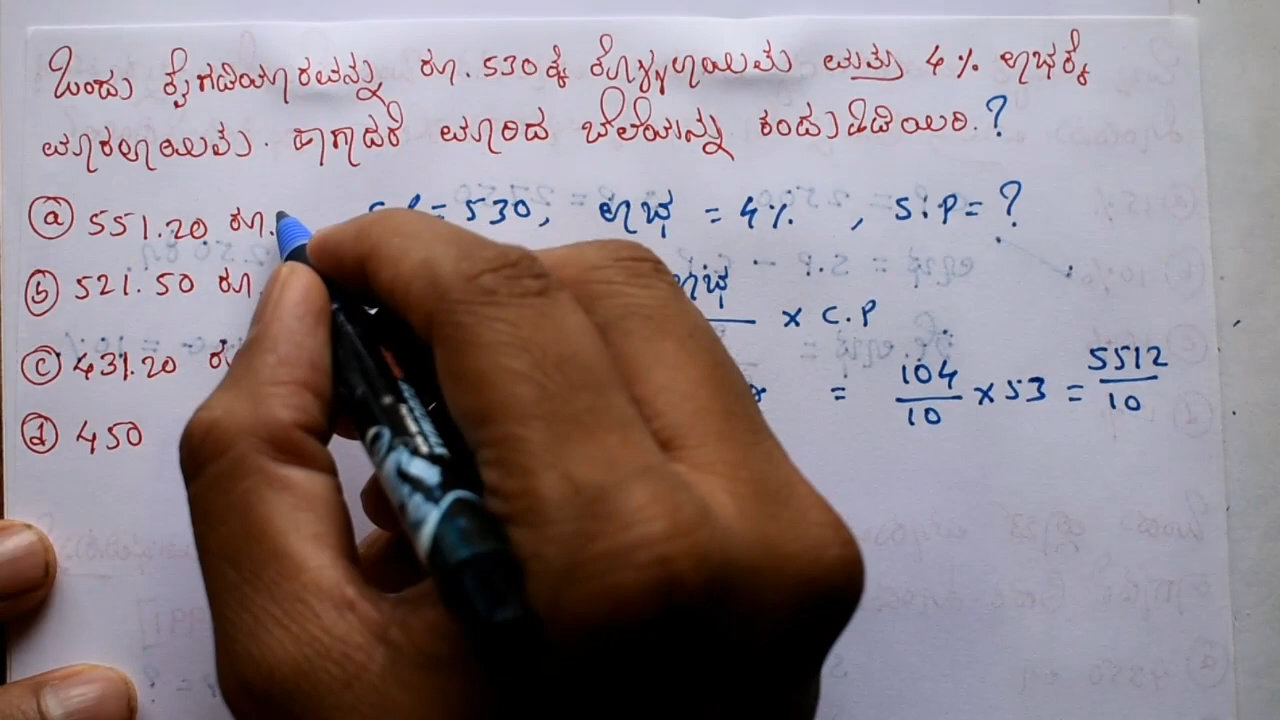 ಒಂದು ಕೈಗಡಿಯಾರವನ್ನು ರೂ. 530 ಕ್ಕೆ ಕೊಳ್ಳಲಾಯಿತು ಮತ್ತು 4% ಲಾಭಕ್ಕೆ
ಮಾರಲಾಯಿತು. ಹಾಗಾದರೆ ಮಾರಿದ ಬೆಲೆಯನ್ನು ಕಂಡುಹಿಡಿಯಿರಿ.?
ⓐ 551.20 ರೂ. = 530, ಲಾಭ = 4%, S.P = ?
ⓑ 521.50 ರೂ. ಲಾಭ
× C.P
ⓒ 431.20 = 104/10 × 53 = 5512/10
ⓓ 450